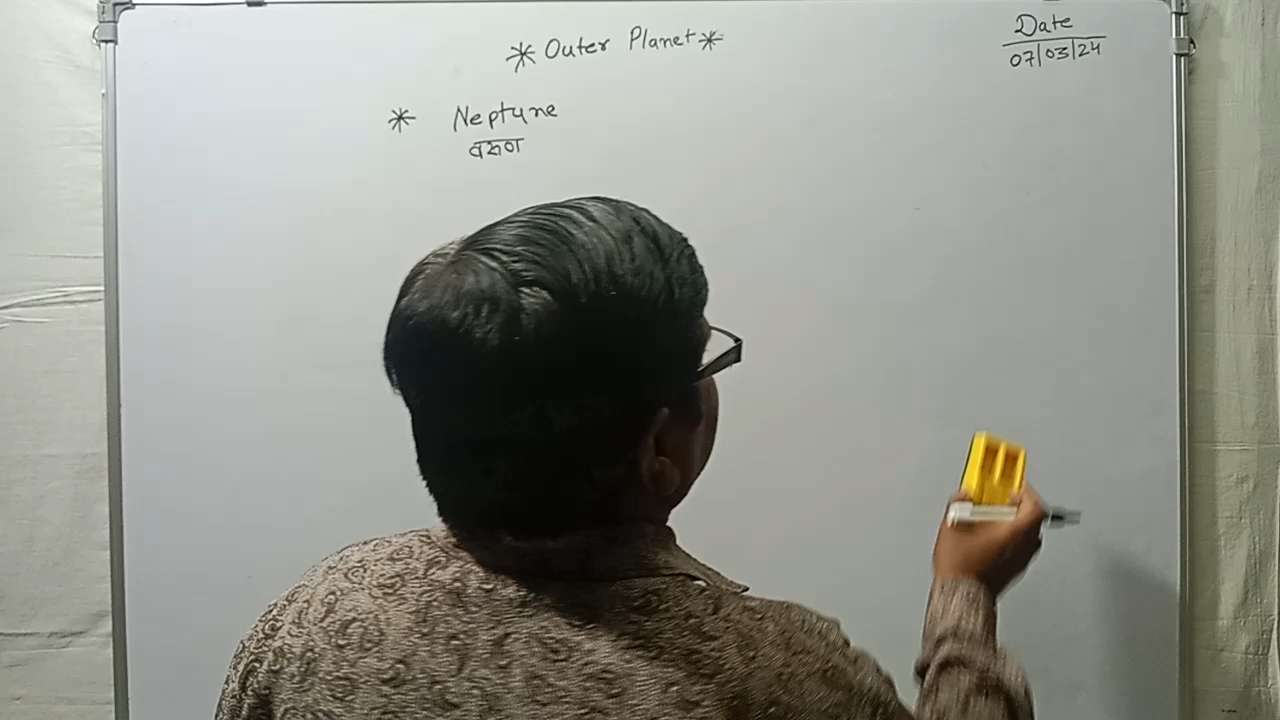 * Outer Planet *
Date
07/03/24
* Neptune
वरुण